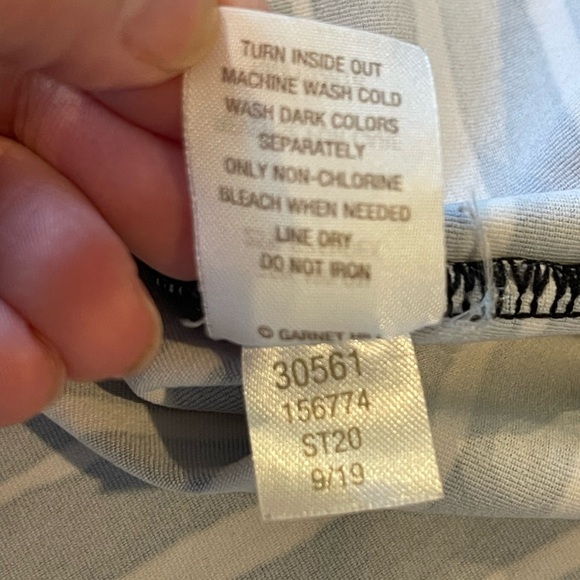 TURN INSIDE OUT
MACHINE WASH COLD
WASH DARK COLORS
SEPARATELY
ONLY NON-CHLORINE
BLEACH WHEN NEEDED
LINE DRY
DO NOT IRON
© GARNET HILL
30561
156774
ST20
9/19